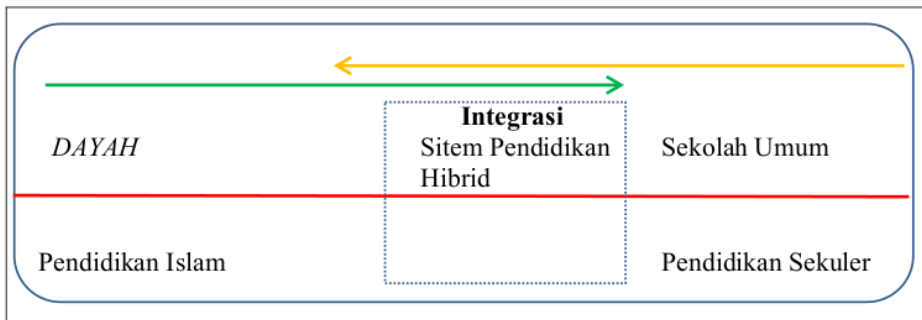 Integrasi
DAYAH
Sitem Pendidikan
Hibrid
Sekolah Umum
Pendidikan Islam
Pendidikan Sekuler